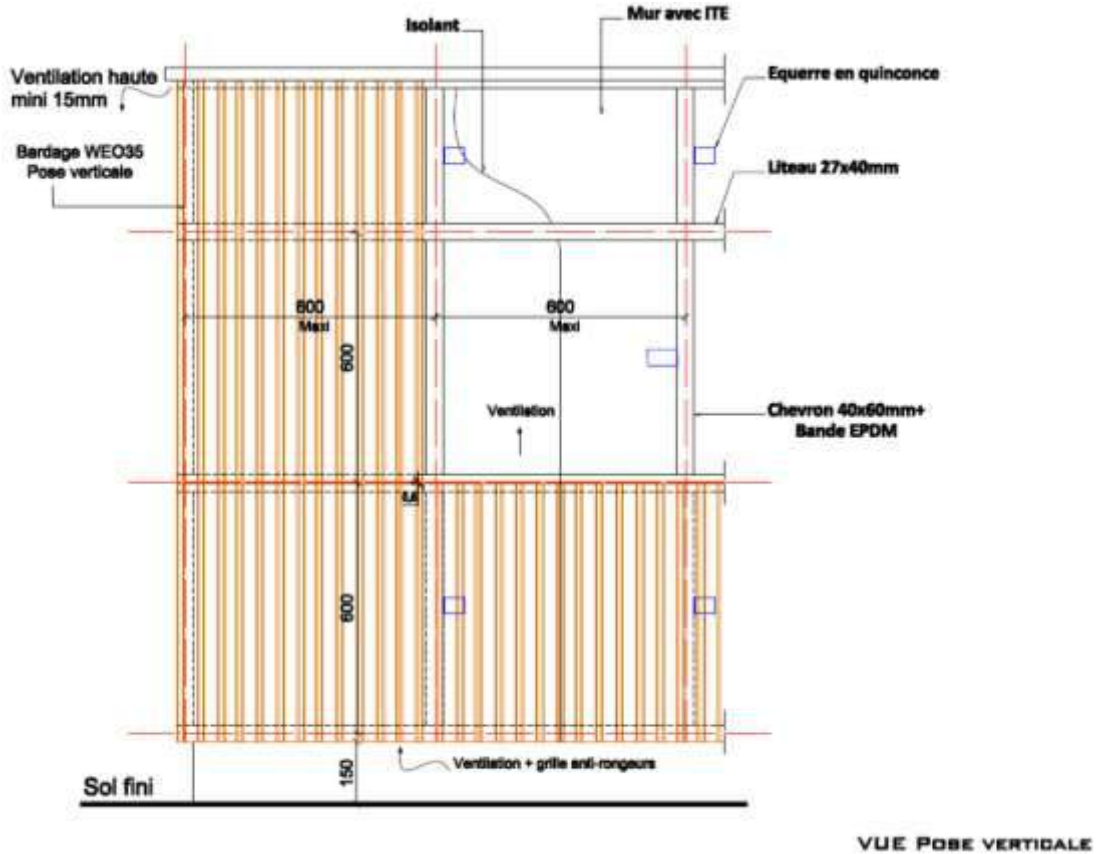 Isolant
Mur avec ITE
Ventilation haute
mini 15mm
Equerre en quinconce
Bardage WEO35
Pose verticale
Liteau 27x40mm
600
Maxi
600
Maxi
600
Ventilation
Chevron 40x60mm+
Bande EPDM
600
Ventilation + grille anti-rongeurs
150
Sol fini
VUE POSE VERTICALE